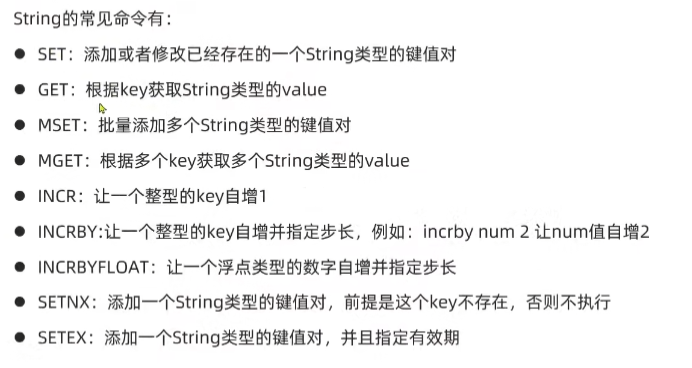 String的常见命令有：
● SET：添加或者修改已经存在的一个String类型的键值对
● GET：根据key获取String类型的value
● MSET：批量添加多个String类型的键值对
● MGET：根据多个key获取多个String类型的value
● INCR：让一个整型的key自增1
● INCRBY:让一个整型的key自增并指定步长，例如：incrby num 2 让num值自增2
● INCRBYFLOAT：让一个浮点类型的数字自增并指定步长
● SETNX：添加一个String类型的键值对，前提是这个key不存在，否则不执行
● SETEX：添加一个String类型的键值对，并且指定有效期